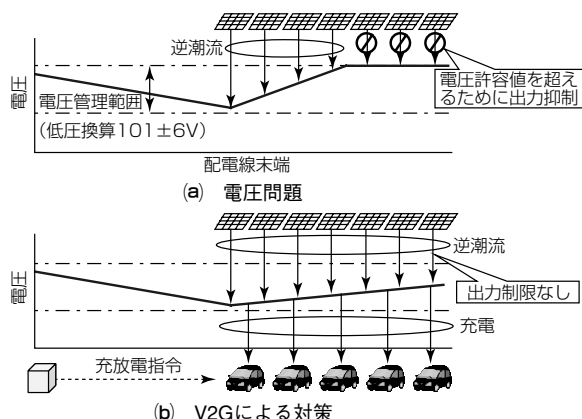 逆潮流
電圧
電圧管理範囲
(低圧換算101±6V)
電圧許容値を超え
るために出力抑制
配電線末端
(a) 電圧問題
逆潮流
電圧
出力制限なし
充電
充放電指令
(b) V2Gによる対策